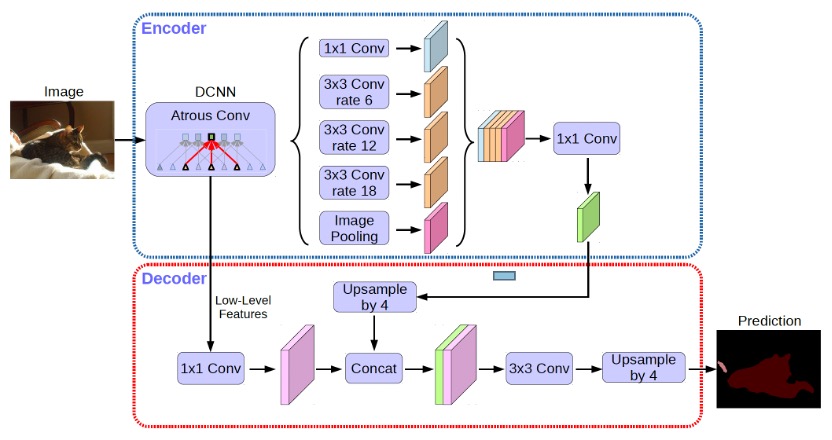 Encoder
Image
DCNN
Atrous Conv
1x1 Conv
3x3 Conv
rate 6
3x3 Conv
rate 12
3x3 Conv
rate 18
Image
Pooling
1x1 Conv
Decoder
Low-Level
Features
Upsample
by 4
1x1 Conv
Concat
3x3 Conv
Upsample
by 4
Prediction